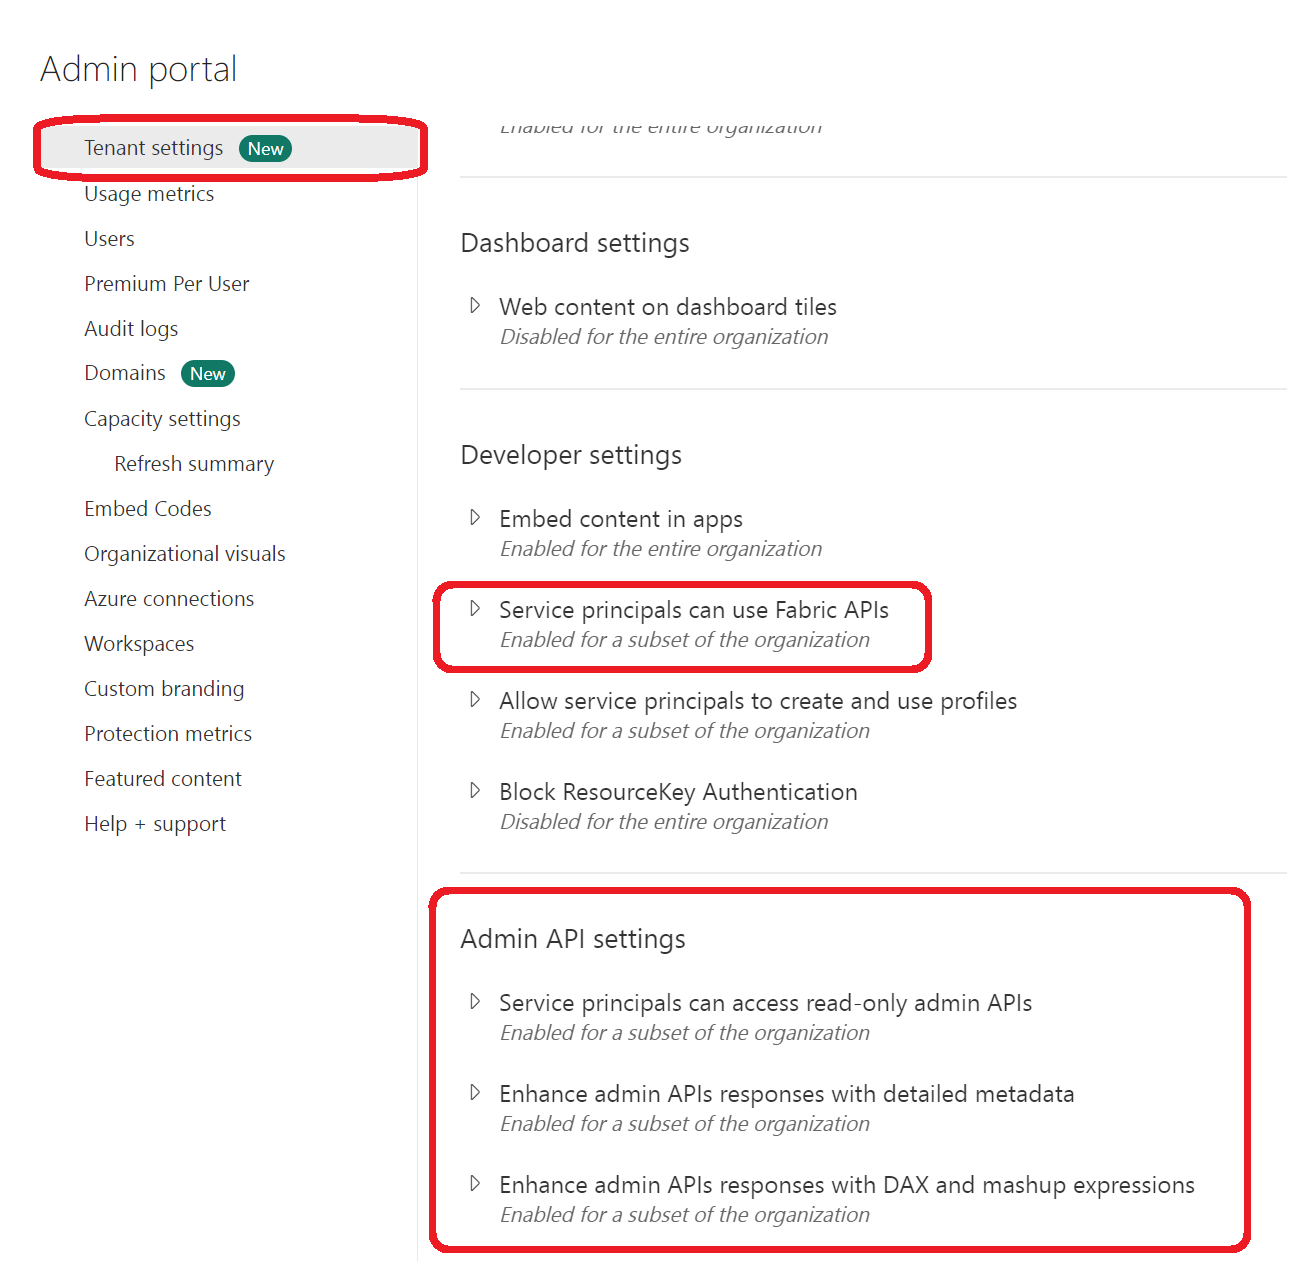 Admin portal
Tenant settings New
Usage metrics
Users
Premium Per User
Audit logs
Domains New
Capacity settings
Refresh summary
Embed Codes
Organizational visuals
Azure connections
Workspaces
Custom branding
Protection metrics
Featured content
Help + support
Enabled for the entire organization
Dashboard settings
Web content on dashboard tiles
Disabled for the entire organization
Developer settings
Embed content in apps
Enabled for the entire organization
Service principals can use Fabric APIs
Enabled for a subset of the organization
Allow service principals to create and use profiles
Enabled for a subset of the organization
Block ResourceKey Authentication
Disabled for the entire organization
Admin API settings
Service principals can access read-only admin APIs
Enabled for a subset of the organization
Enhance admin APIs responses with detailed metadata
Enabled for a subset of the organization
Enhance admin APIs responses with DAX and mashup expressions
Enabled for a subset of the organization